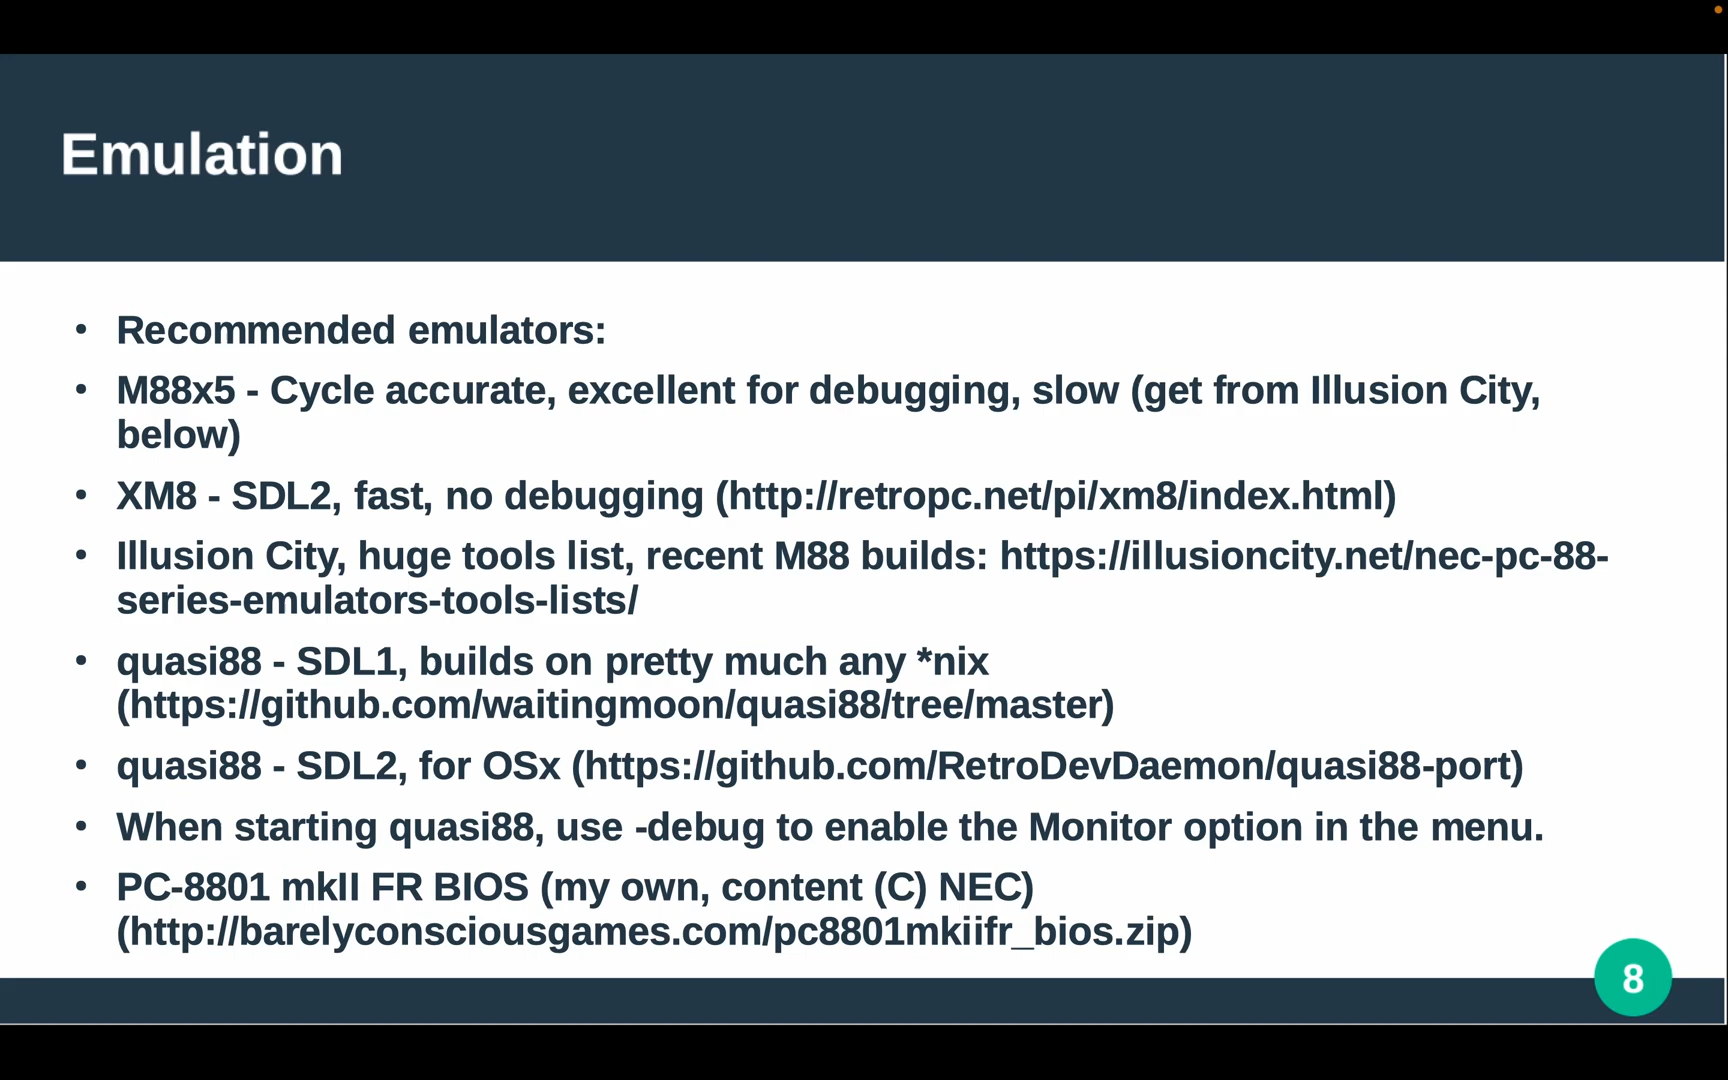 Emulation
• Recommended emulators:
• M88x5 - Cycle accurate, excellent for debugging, slow (get from Illusion City,
below)
• XM8 - SDL2, fast, no debugging (http://retropc.net/pi/xm8/index.html)
• Illusion City, huge tools list, recent M88 builds: https://illusioncity.net/nec-pc-88-
series-emulators-tools-lists/
• quasi88 - SDL1, builds on pretty much any *nix
(https://github.com/waitingmoon/quasi88/tree/master)
• quasi88 - SDL2, for OSx (https://github.com/RetroDevDaemon/quasi88-port)
• When starting quasi88, use -debug to enable the Monitor option in the menu.
• PC-8801 mkII FR BIOS (my own, content (C) NEC)
(http://barelyconsciousgames.com/pc8801mkiifr_bios.zip)
8